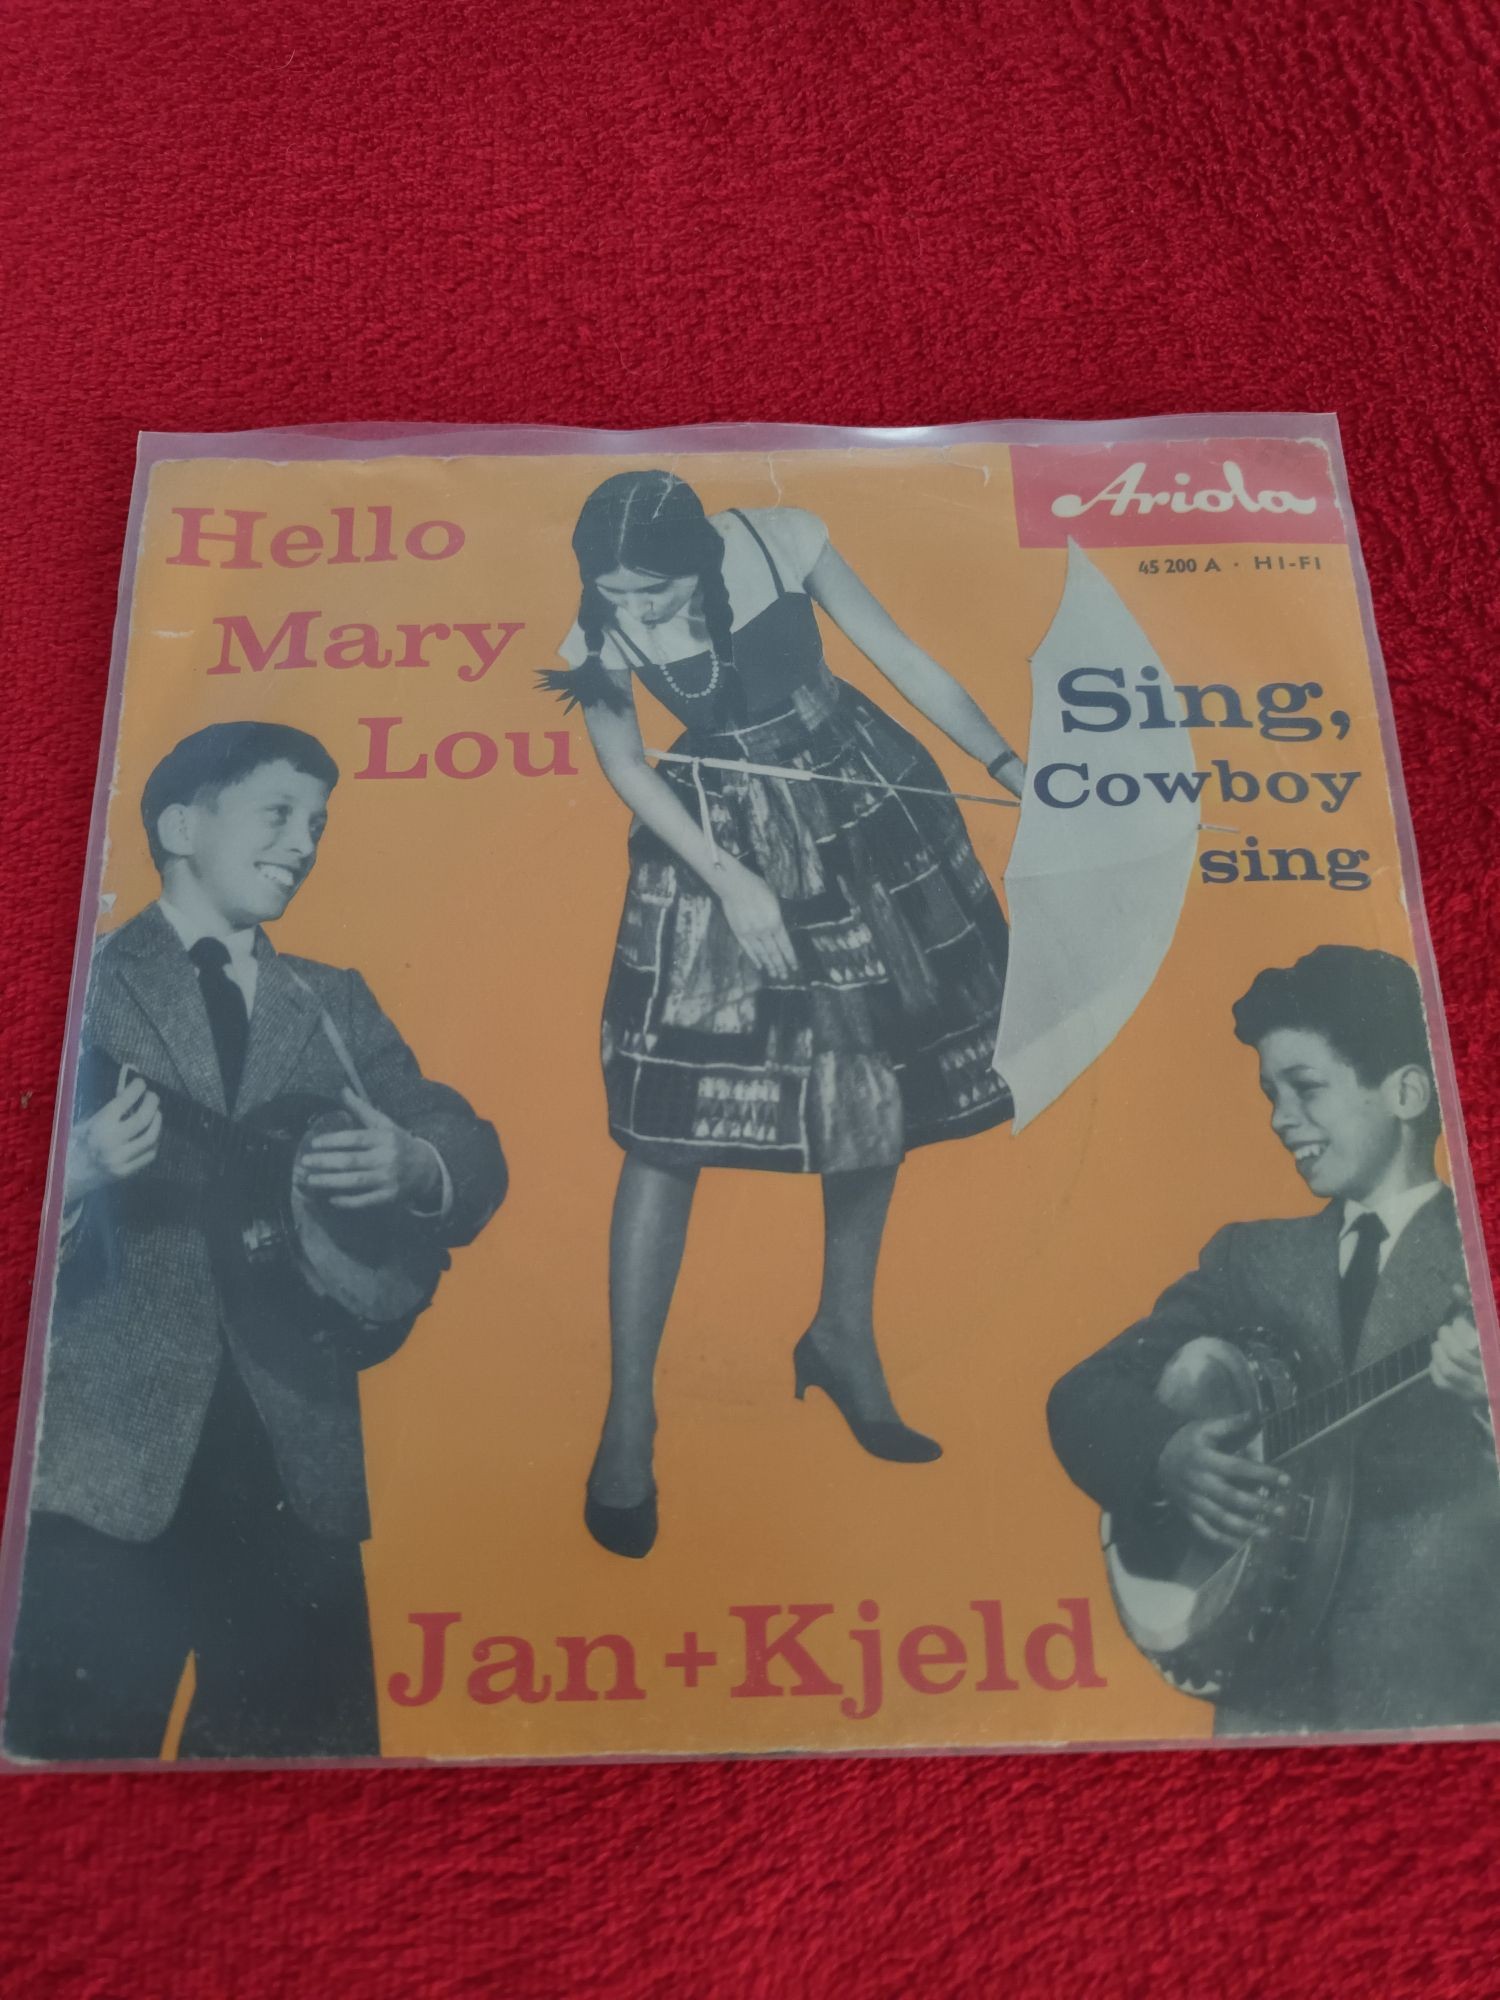 Hello
Mary
Lou
Ariola
45 200 A · HI-FI
Sing,
Cowboy
sing
Jan+Kjeld